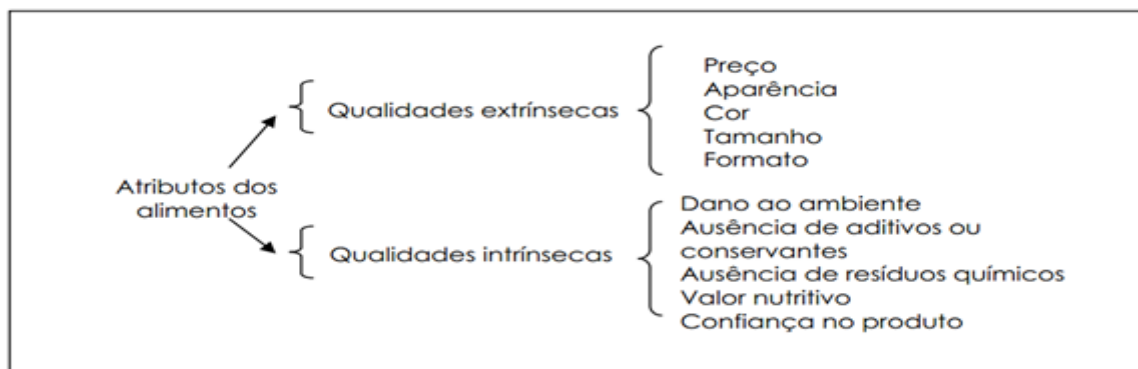 Atributos dos
alimentos
Qualidades extrínsecas
Preço
Aparência
Cor
Tamanho
Formato
Qualidades intrínsecas
Dano ao ambiente
Ausência de aditivos ou
conservantes
Ausência de resíduos químicos
Valor nutritivo
Confiança no produto